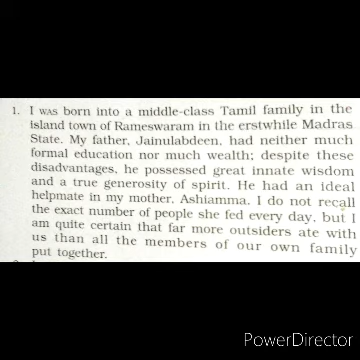 1. I was born into a middle-class Tamil family in the
island town of Rameswaram in the erstwhile Madras
State. My father, Jainulabdeen, had neither much
formal education nor much wealth; despite these
disadvantages, he possessed great innate wisdom
and a true generosity of spirit. He had an ideal
helpmate in my mother, Ashiamma. I do not recall
the exact number of people she fed every day, but I
am quite certain that far more outsiders ate with
us than all the members of our own family
put together.
PowerDirector